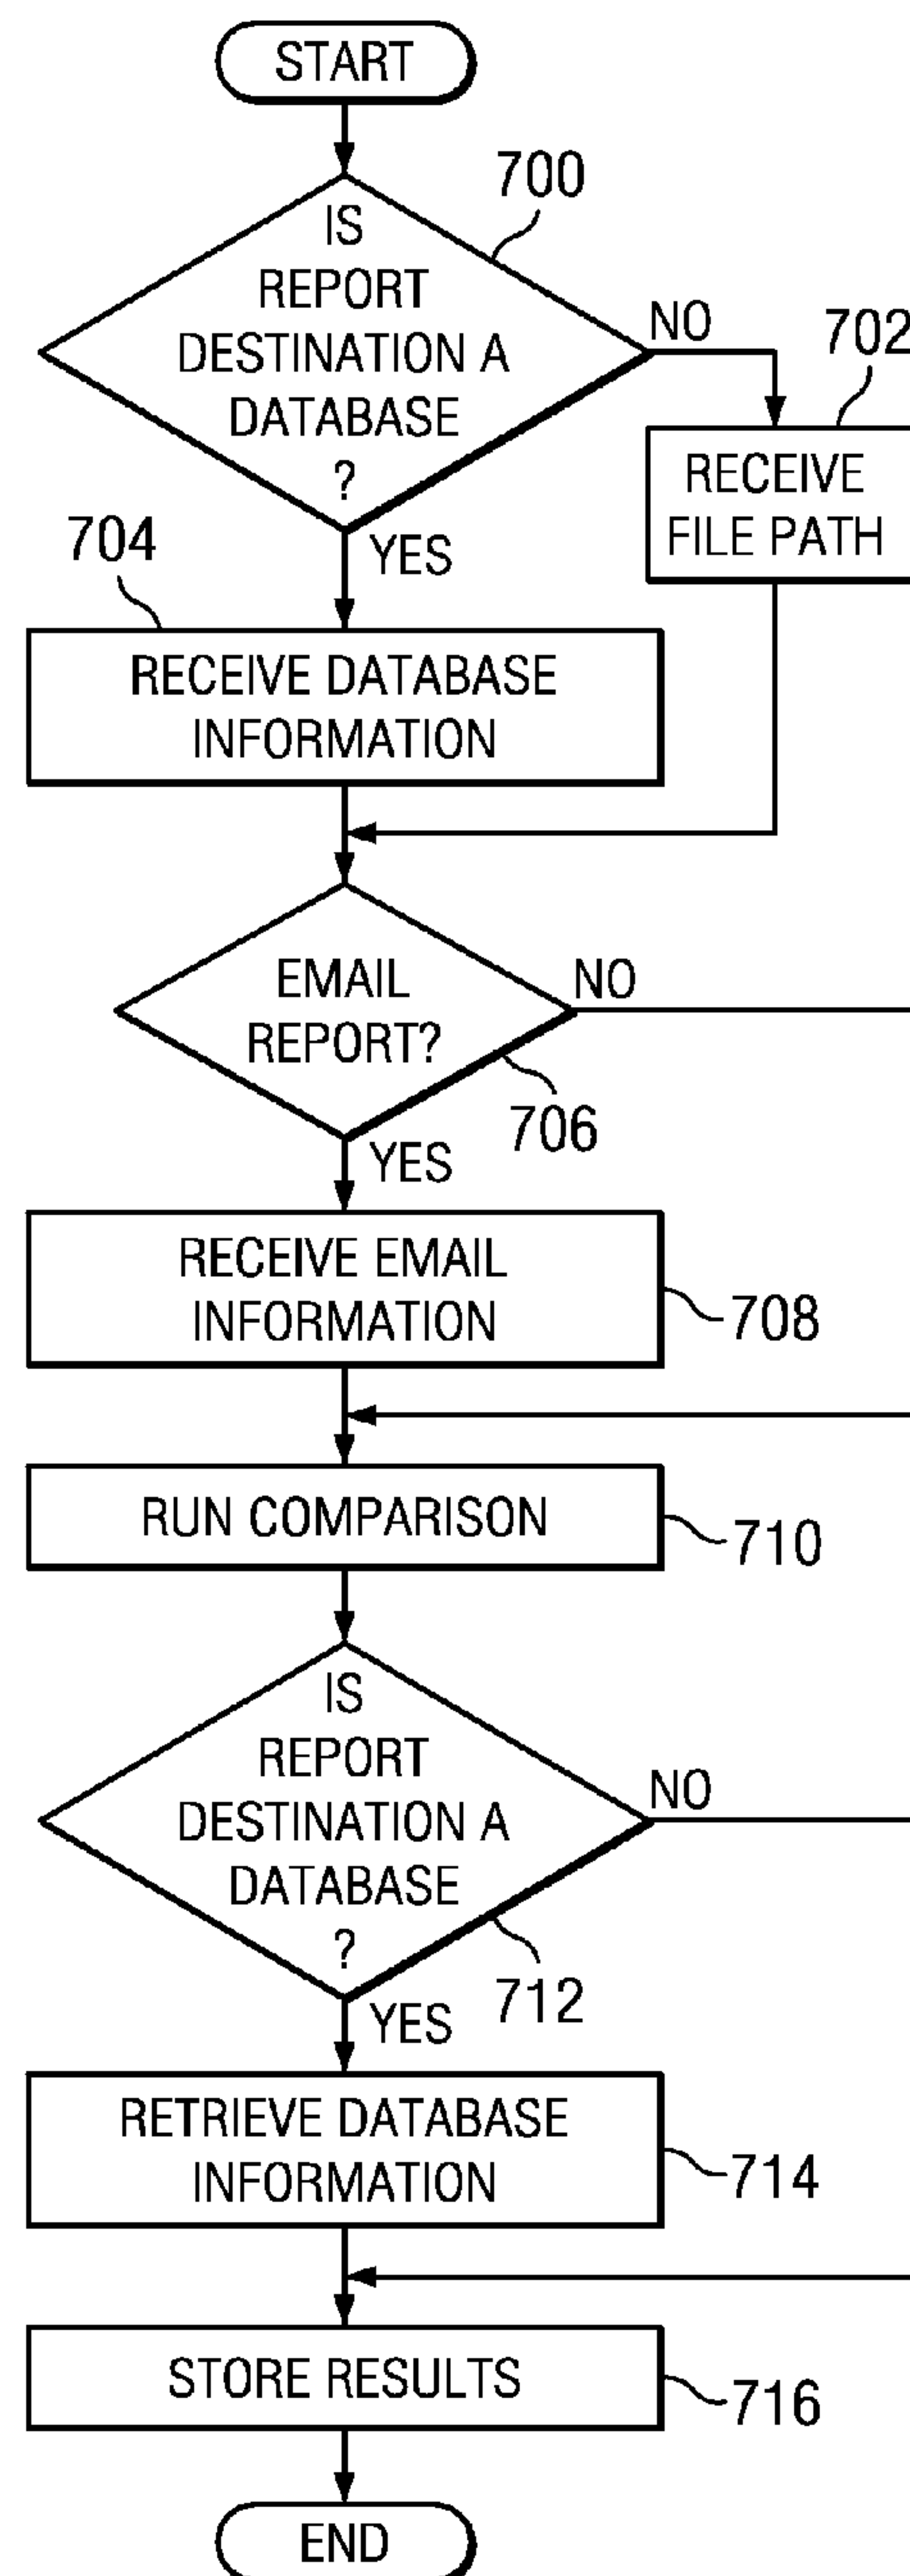 START
700
IS
REPORT
DESTINATION A
DATABASE
?
NO
702
RECEIVE
FILE PATH
YES
704
RECEIVE DATABASE
INFORMATION
EMAIL
REPORT?
NO
706
YES
RECEIVE EMAIL
INFORMATION
708
RUN COMPARISON
710
IS
REPORT
DESTINATION A
DATABASE
?
NO
712
YES
RETRIEVE DATABASE
INFORMATION
714
STORE RESULTS
716
END